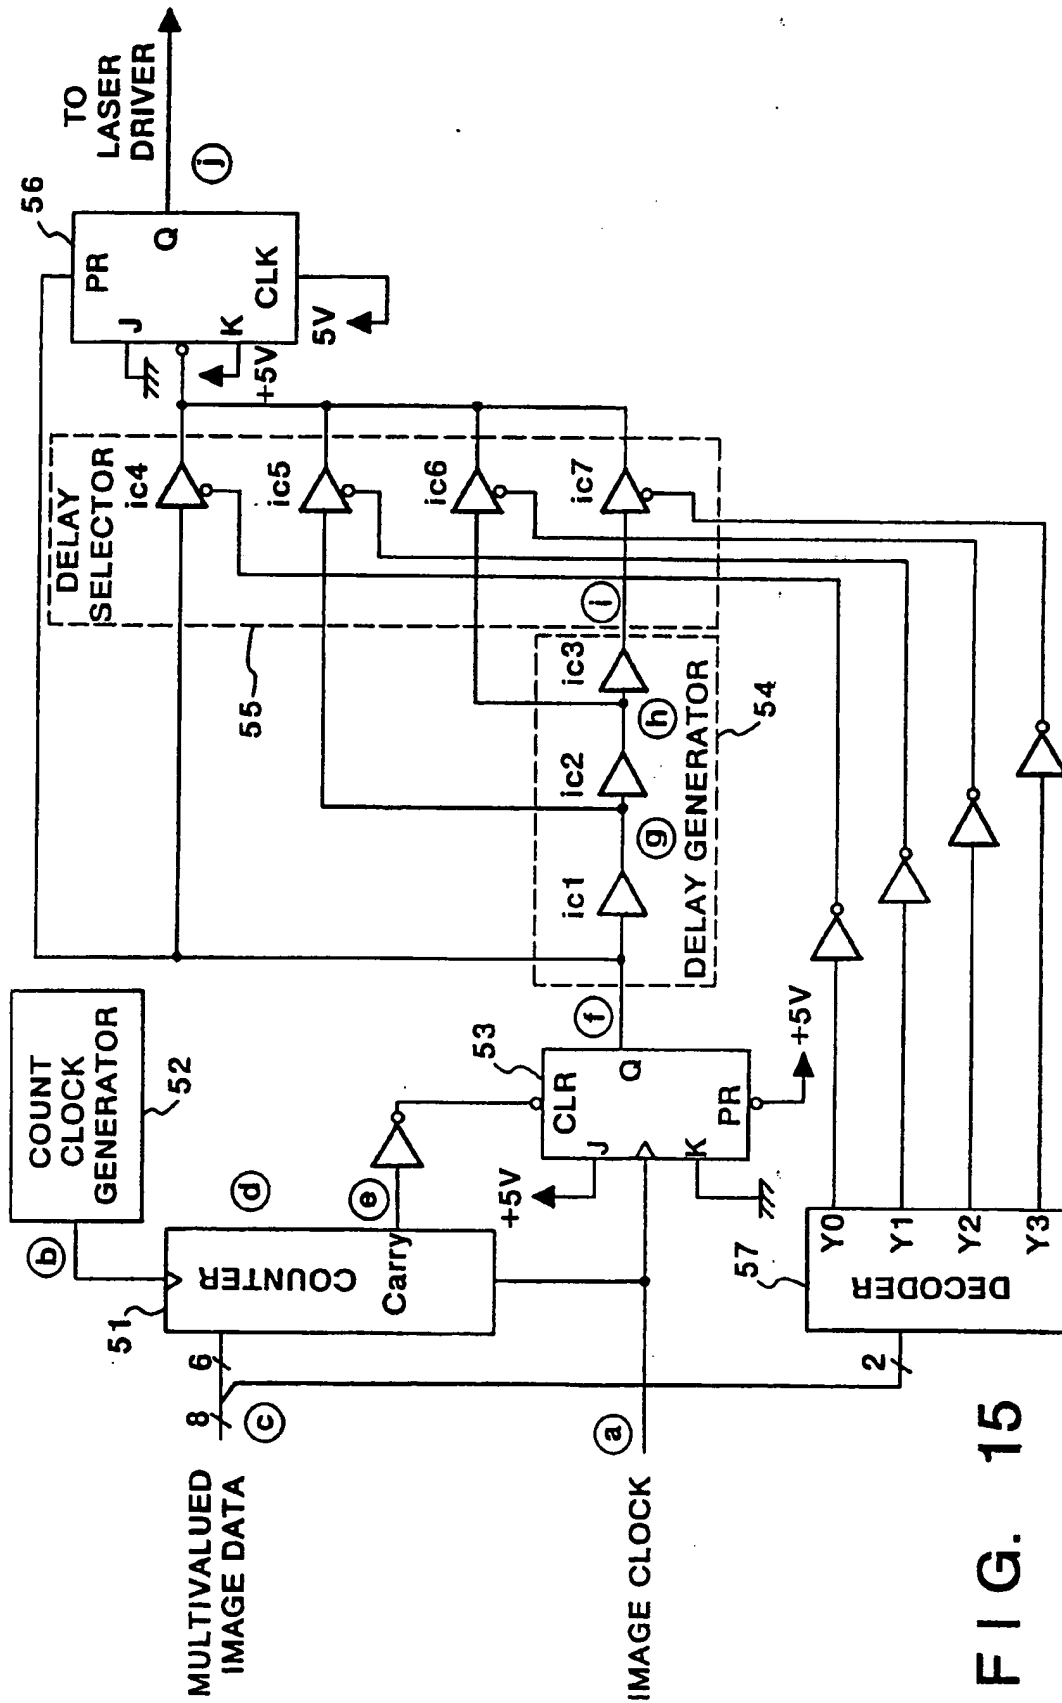 MULTIVALUED
IMAGE DATA
8
c
6
51
COUNTER
Carry
b
COUNT
CLOCK
GENERATOR
52
d
e
IMAGE CLOCK
a
+5V
53
CLR
J
K
Q
PR
+5V
f
2
57
DECODER
Y0
Y1
Y2
Y3
DELAY GENERATOR
54
ic1
ic2
ic3
g
h
i
DELAY
SELECTOR
55
ic4
ic5
ic6
ic7
+5V
5V
56
PR
J
K
Q
CLK
j
TO
LASER
DRIVER
FIG. 15